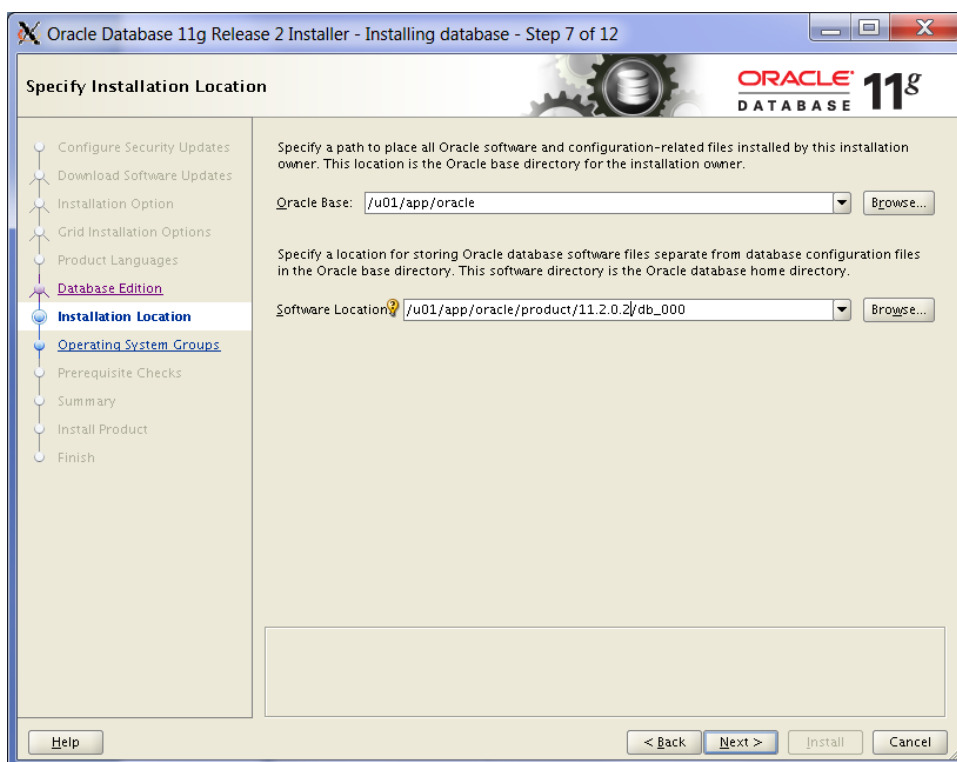 Oracle Database 11g Release 2 Installer - Installing database - Step 7 of 12
Specify Installation Location
ORACLE
DATABASE
11g
Configure Security Updates
Download Software Updates
Installation Option
Grid Installation Options
Product Languages
Database Edition
Installation Location
Operating System Groups
Prerequisite Checks
Summary
Install Product
Finish
Specify a path to place all Oracle software and configuration-related files installed by this installation
owner. This location is the Oracle base directory for the installation owner.
Oracle Base: /u01/app/oracle Browse...
Specify a location for storing Oracle database software files separate from database configuration files
in the Oracle base directory. This software directory is the Oracle database home directory.
Software Location /u01/app/oracle/product/11.2.0.2/db_000 Browse...
Help < Back Next > Install Cancel